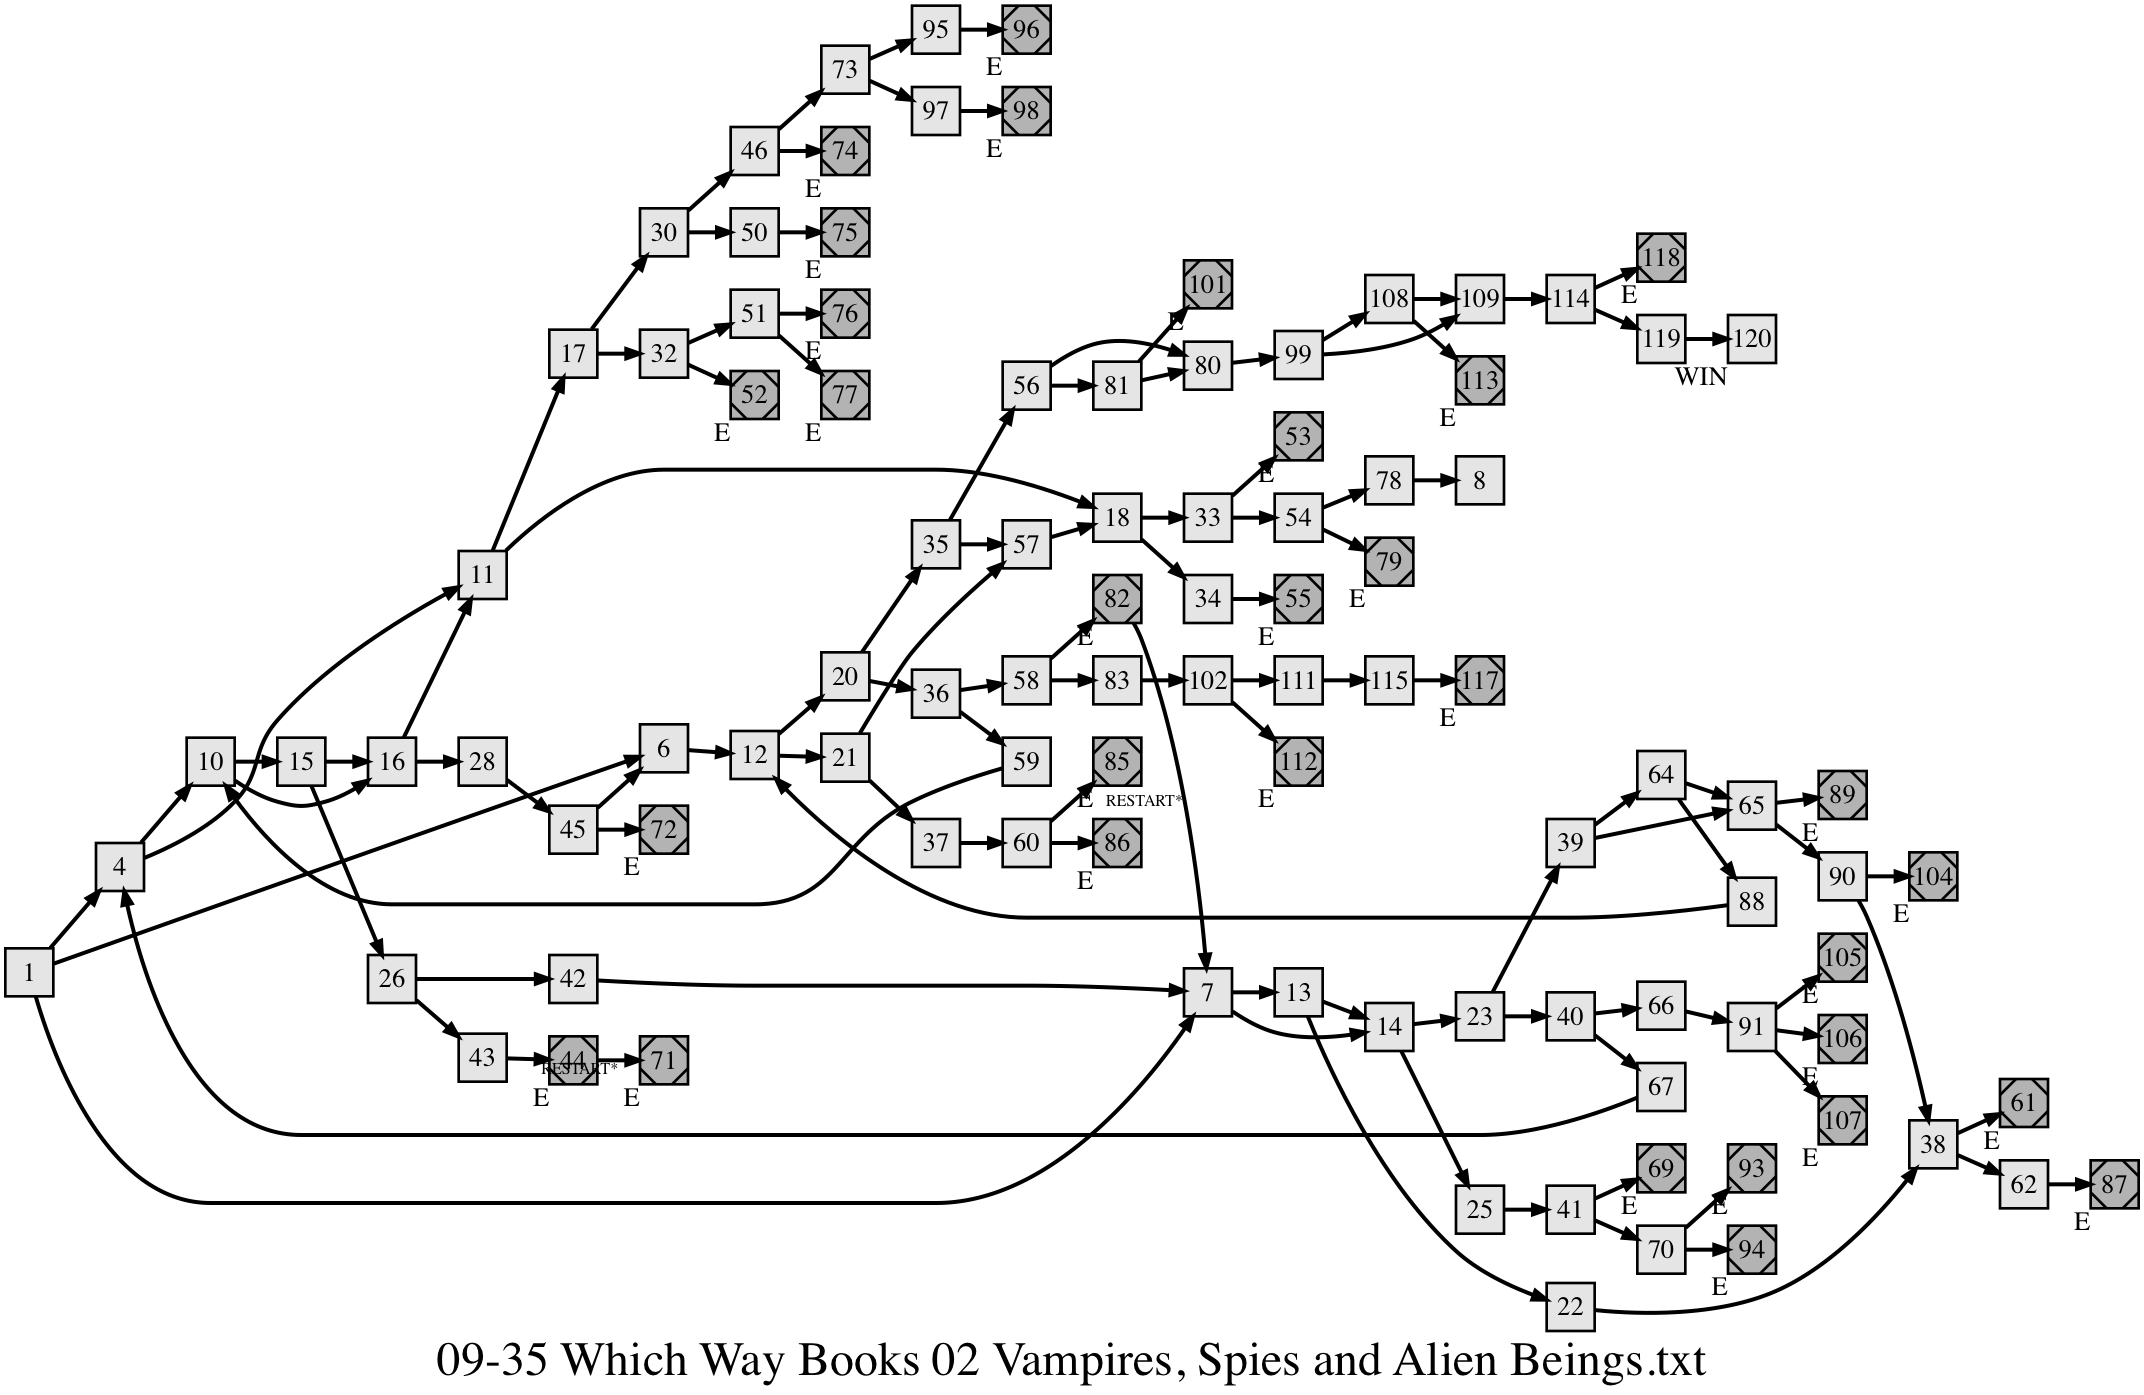 95 96
E
73
97 98
E
46 74
E
30 50 75
E
118
E
101
E
51 76
E
108 109 114
17 32
99
119 120
WIN
80
56 81
113
E
52 77
E E
53
E
78 8
18 33 54
35 57
79
E
11
82
E
34 55
E
20
36
58 83 102 111 115 117
E
6
12 21
10 15 16 28
59
85
E RESTART*
112
E
64
65 89
E
45 72
E
37 60 86
E
39
4
90 104
E
88
105
E
1
26 42
7 13
66
14 23 40
91 106
E
43 44 71
RESTART*
E E
67
107
E
61
E
38
69 93
E E
62 87
E
25 41
70 94
E
22
09-35 Which Way Books 02 Vampires, Spies and Alien Beings.txt